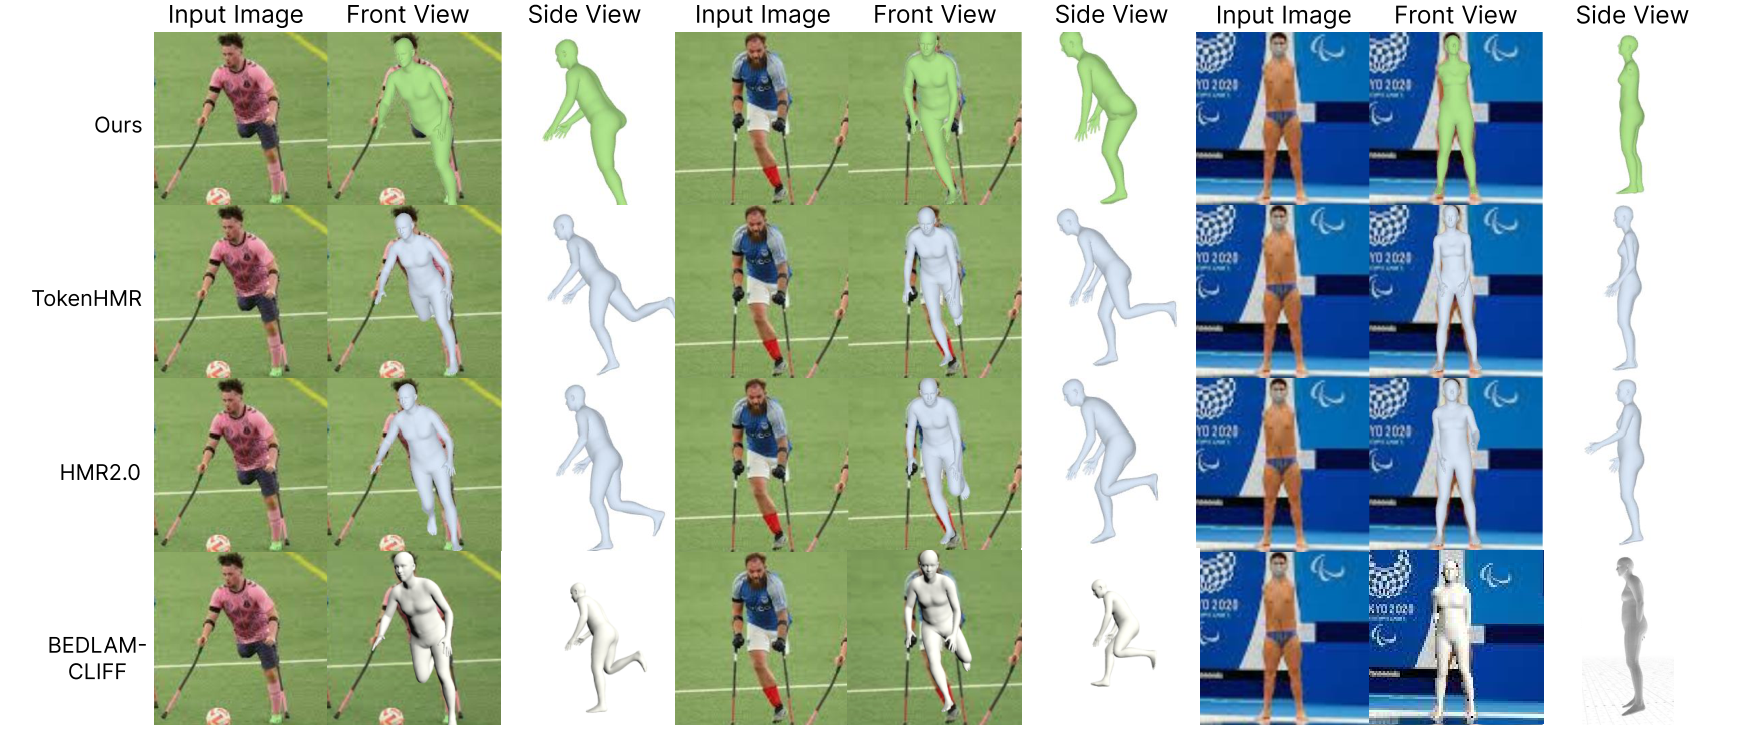 Input Image Front View Side View Input Image Front View Side View Input Image Front View Side View
Ours
YO 2020
YO 2020
TokenHMR
YO 2020
YO 2020
HMR2.0
YO 2020
YO 2020
BEDLAM-
CLIFF
YO 2020
KYO 2020